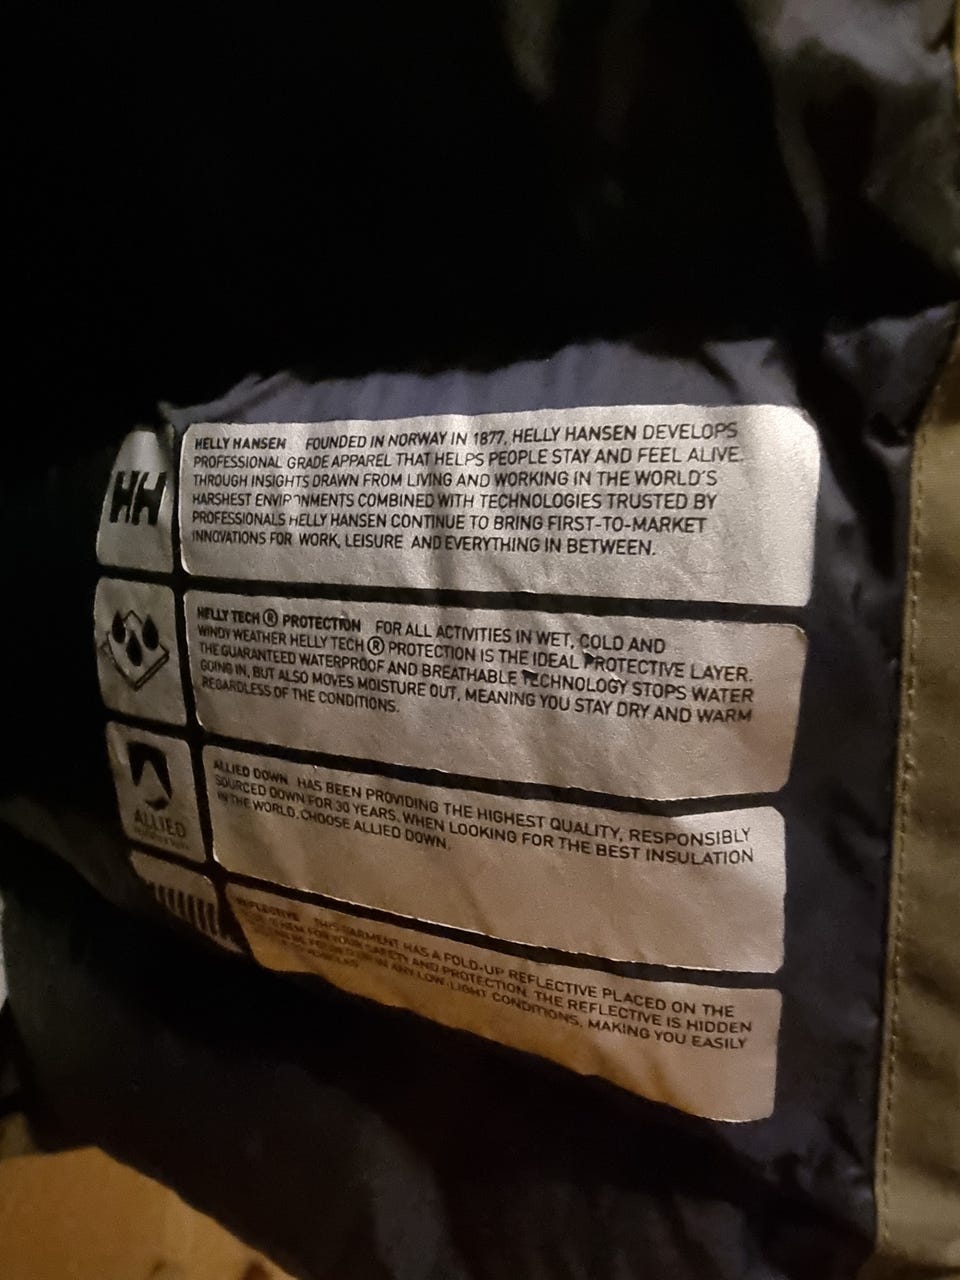 HH
HELLY HANSEN FOUNDED IN NORWAY IN 1877, HELLY HANSEN DEVELOPS
PROFESSIONAL GRADE APPAREL THAT HELPS PEOPLE STAY AND FEEL ALIVE.
THROUGH INSIGHTS DRAWN FROM LIVING AND WORKING IN THE WORLD'S
HARSHEST ENVIRONMENTS COMBINED WITH TECHNOLOGIES TRUSTED BY
PROFESSIONALS HELLY HANSEN CONTINUE TO BRING FIRST-TO-MARKET
INNOVATIONS FOR WORK, LEISURE AND EVERYTHING IN BETWEEN.
HELLY TECH ® PROTECTION FOR ALL ACTIVITIES IN WET, COLD AND
WINDY WEATHER HELLY TECH ® PROTECTION IS THE IDEAL PROTECTIVE LAYER.
THE GUARANTEED WATERPROOF AND BREATHABLE TECHNOLOGY STOPS WATER
GOING IN, BUT ALSO MOVES MOISTURE OUT, MEANING YOU STAY DRY AND WARM
REGARDLESS OF THE CONDITIONS.
ALLIED
ALLIED DOWN HAS BEEN PROVIDING THE HIGHEST QUALITY, RESPONSIBLY
SOURCED DOWN FOR 30 YEARS. WHEN LOOKING FOR THE BEST INSULATION
IN THE WORLD, CHOOSE ALLIED DOWN.
REFLECTIVE THIS GARMENT HAS A FOLD-UP REFLECTIVE PLACED ON THE
HEM FOR YOUR SAFETY AND PROTECTION. THE REFLECTIVE IS HIDDEN
IN ANY LOW-LIGHT CONDITIONS, MAKING YOU EASILY